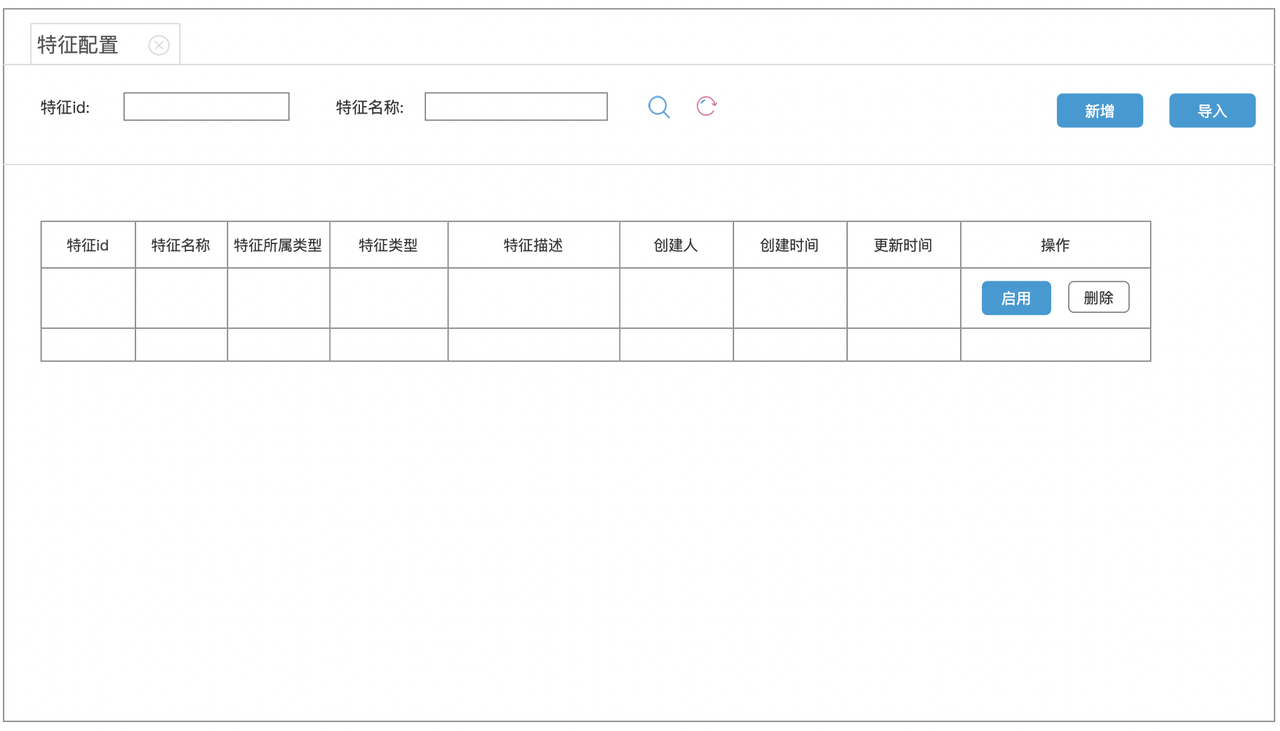 特征配置
特征id:
特征名称:
新增
导入
特征id 特征名称 特征所属类型 特征类型 特征描述 创建人 创建时间 更新时间 操作
启用 删除